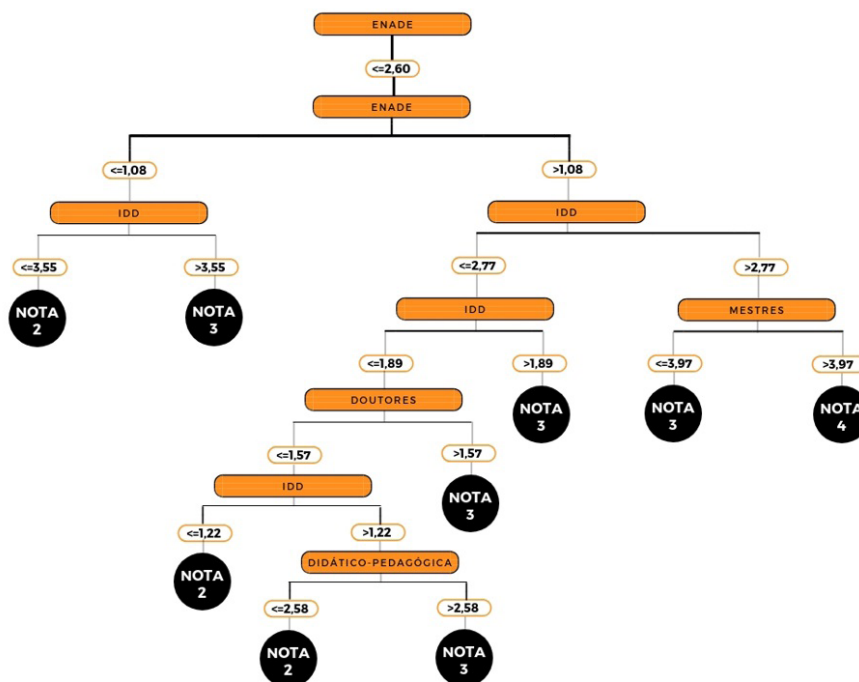 ENADE
<=2,60
ENADE
<=1,08
>1,08
IDD
IDD
<=3,55
>3,55
<=2,77
>2,77
NOTA
2
NOTA
3
IDD
MESTRES
<=1,89
>1,89
<=3,97
>3,97
DOUTORES
NOTA
3
NOTA
3
NOTA
4
<=1,57
>1,57
IDD
NOTA
3
<=1,22
>1,22
NOTA
2
DIDÁTICO-PEDAGÓGICA
<=2,58
>2,58
NOTA
2
NOTA
3